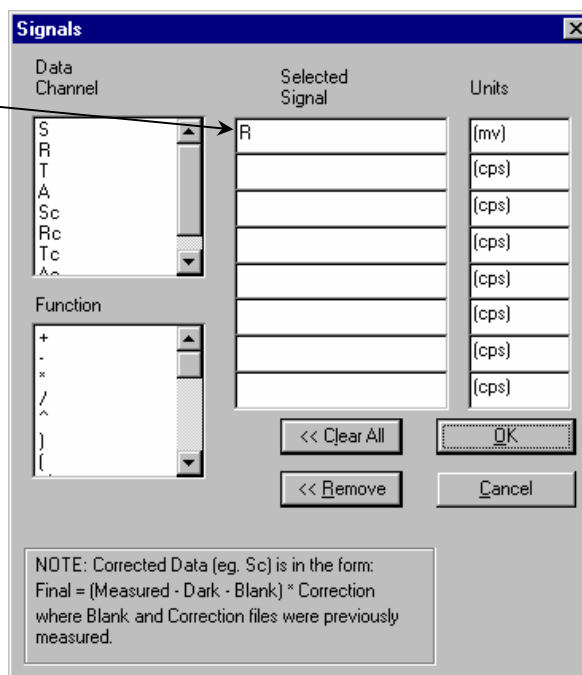 Signals
Data
Channel
Selected
Signal
Units
S
R
T
A
Sc
Rc
Tc
Ac
R
(mv)
(cps)
(cps)
(cps)
(cps)
(cps)
(cps)
(cps)
Function
+
-
*
/
^
)
(
<< Clear All
OK
<< Remove
Cancel
NOTE: Corrected Data (eg. Sc) is in the form:
Final = (Measured - Dark - Blank) * Correction
where Blank and Correction files were previously
measured.